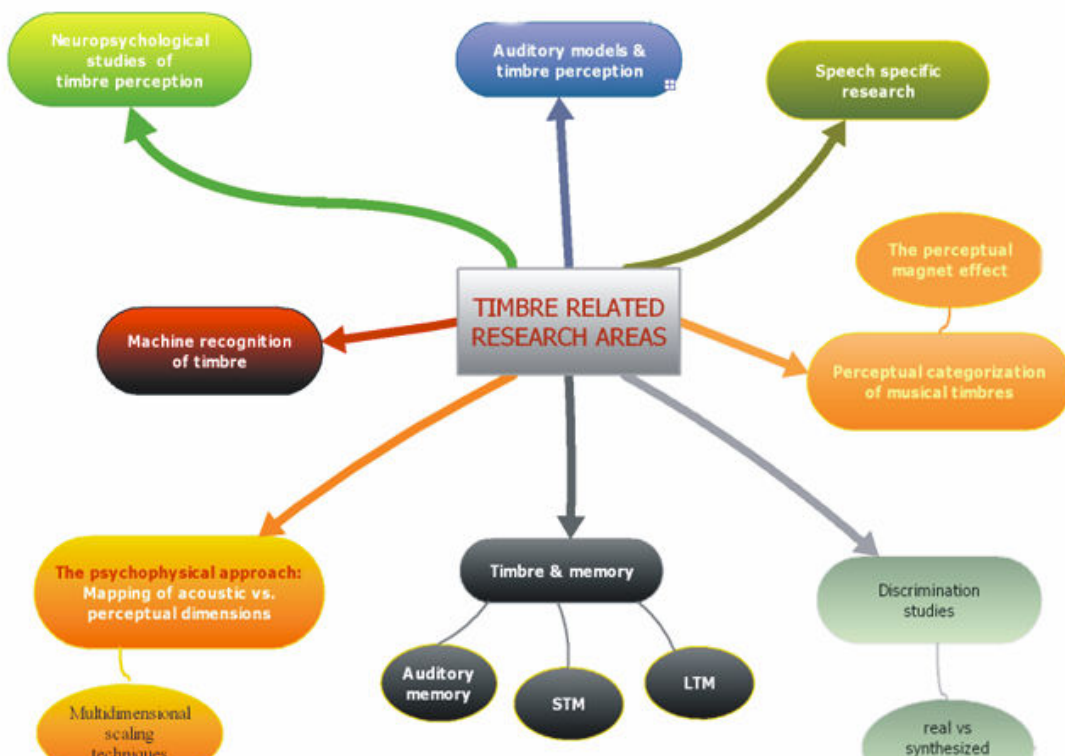 Neuropsychological
studies of
timbre perception
Auditory models &
timbre perception
Speech specific
research
The perceptual
magnet effect
TIMBRE RELATED
RESEARCH AREAS
Machine recognition
of timbre
Perceptual categorization
of musical timbres
The psychophysical approach:
Mapping of acoustic vs.
perceptual dimensions
Timbre & memory
Discrimination
studies
Auditory
memory
STM
LTM
Multidimensional
scaling
techniques
real vs
synthesized